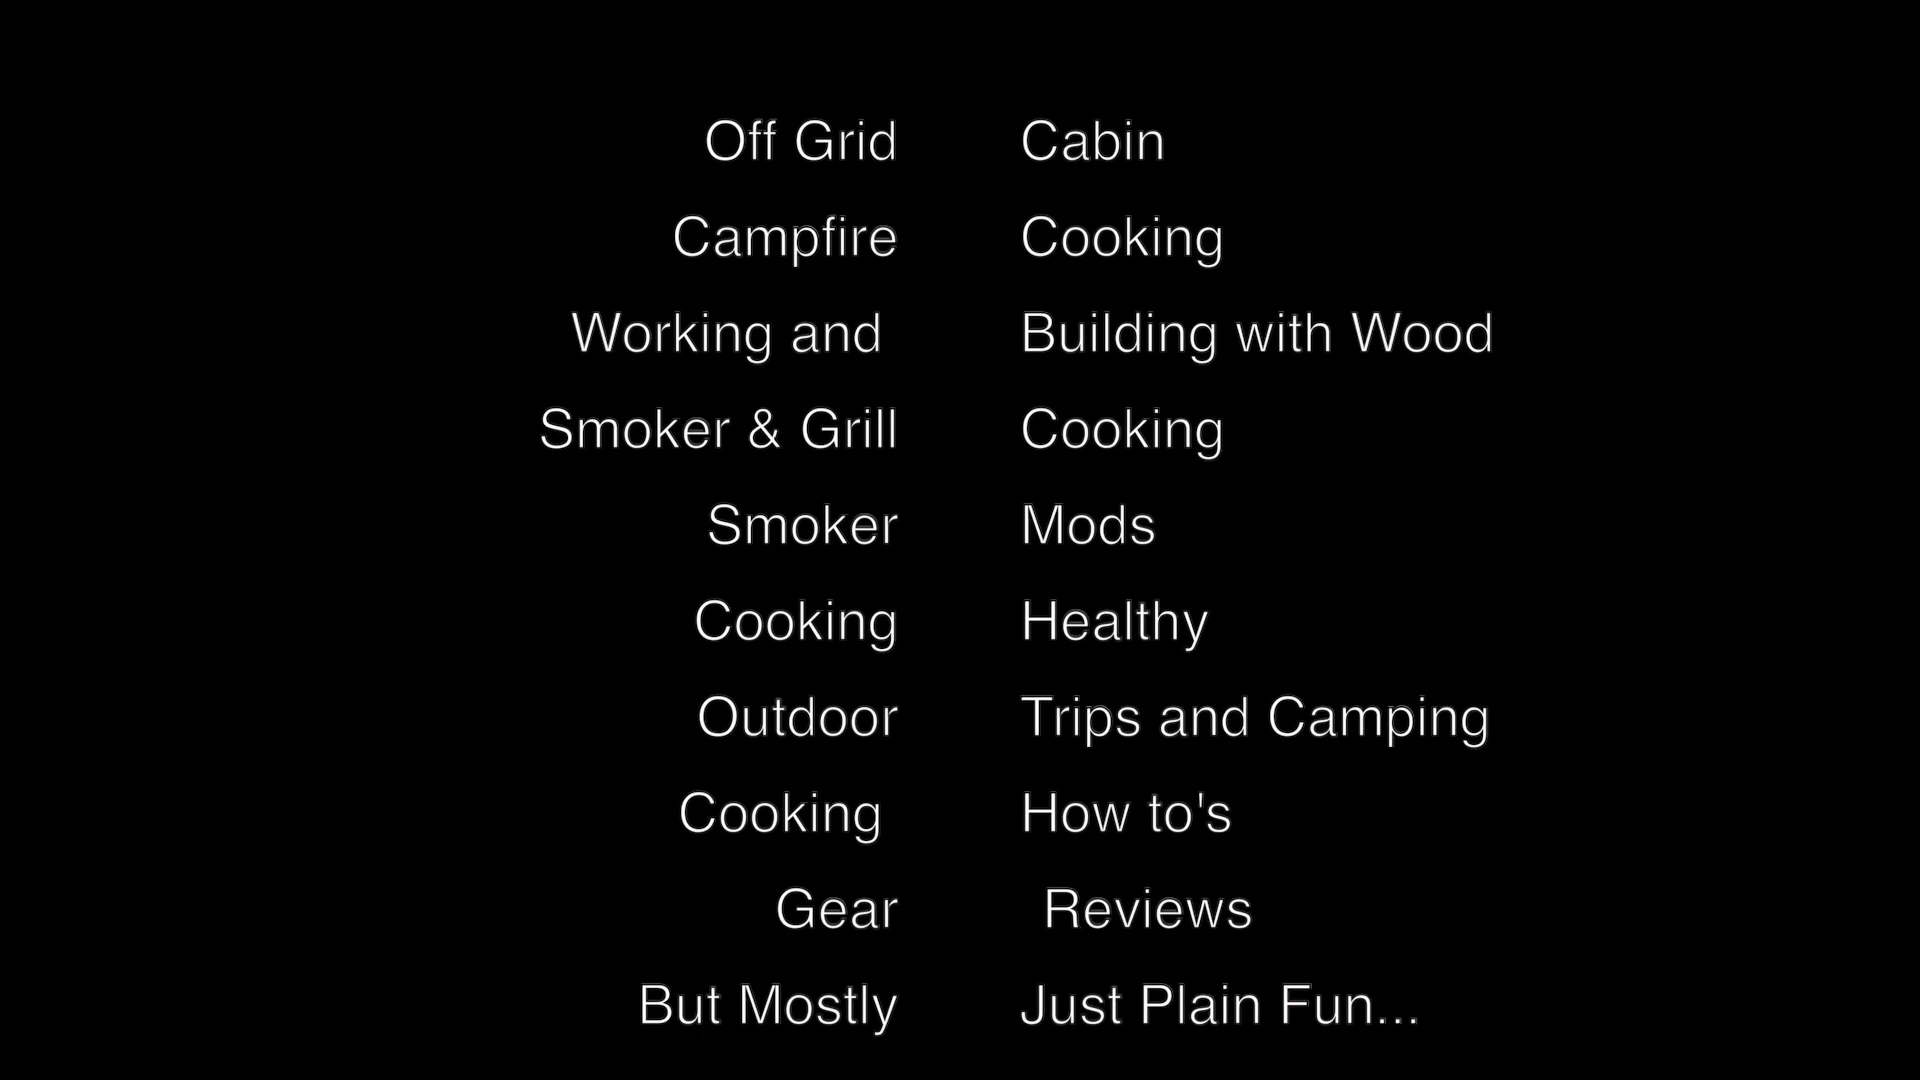 Off Grid Cabin
Campfire Cooking
Working and Building with Wood
Smoker & Grill Cooking
Smoker Mods
Cooking Healthy
Outdoor Trips and Camping
Cooking How to's
Gear Reviews
But Mostly Just Plain Fun...